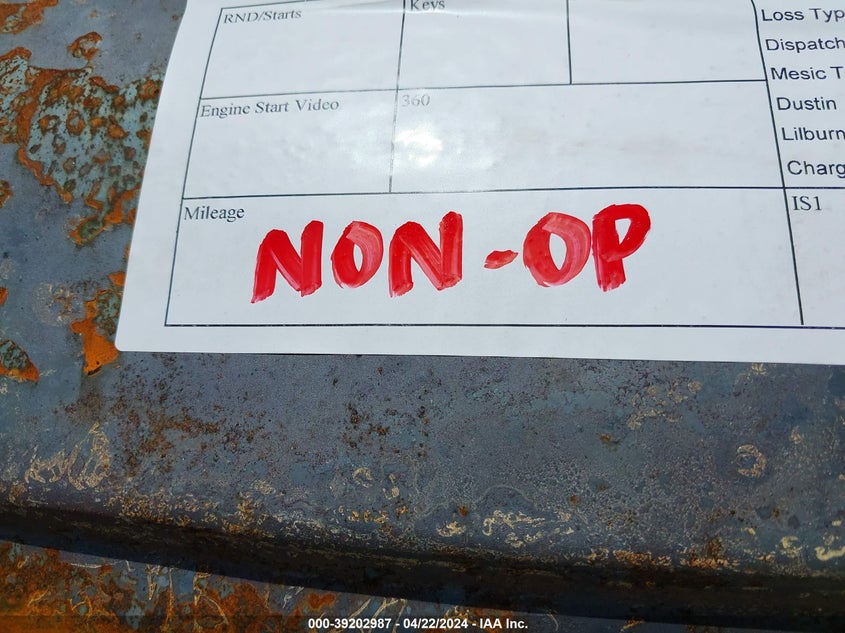 RND/Starts
Keys
Loss Typ
Dispatch
Mesic T
Dustin
Lilburn
Charg
Engine Start Video
360
Mileage
NON-OP
IS1
000-39202987 - 04/22/2024 - IAA Inc.